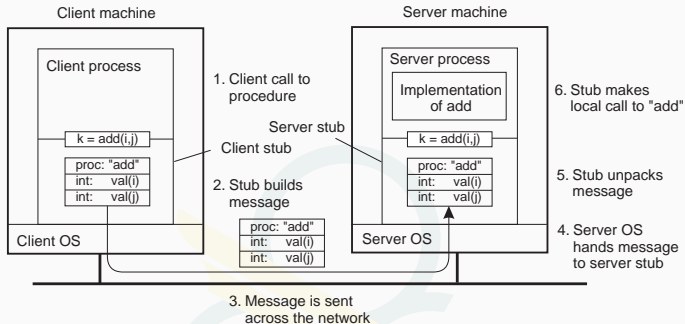 Client machine
Server machine
Client process
1. Client call to
procedure
Server process
Implementation
of add
6. Stub makes
local call to "add"
Server stub
k = add(i,j)
k = add(i,j)
Client stub
proc: "add"
int: val(i)
int: val(j)
2. Stub builds
message
proc: "add"
int: val(i)
int: val(j)
5. Stub unpacks
message
proc: "add"
int: val(i)
int: val(j)
4. Server OS
hands message
to server stub
Client OS
Server OS
3. Message is sent
across the network